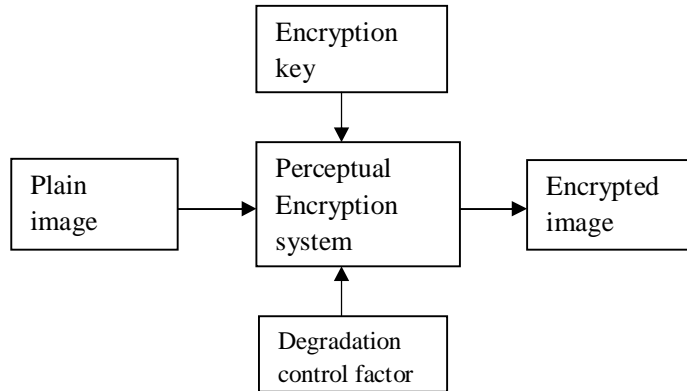 Encryption
key
Plain
image
Perceptual
Encryption
system
Encrypted
image
Degradation
control factor